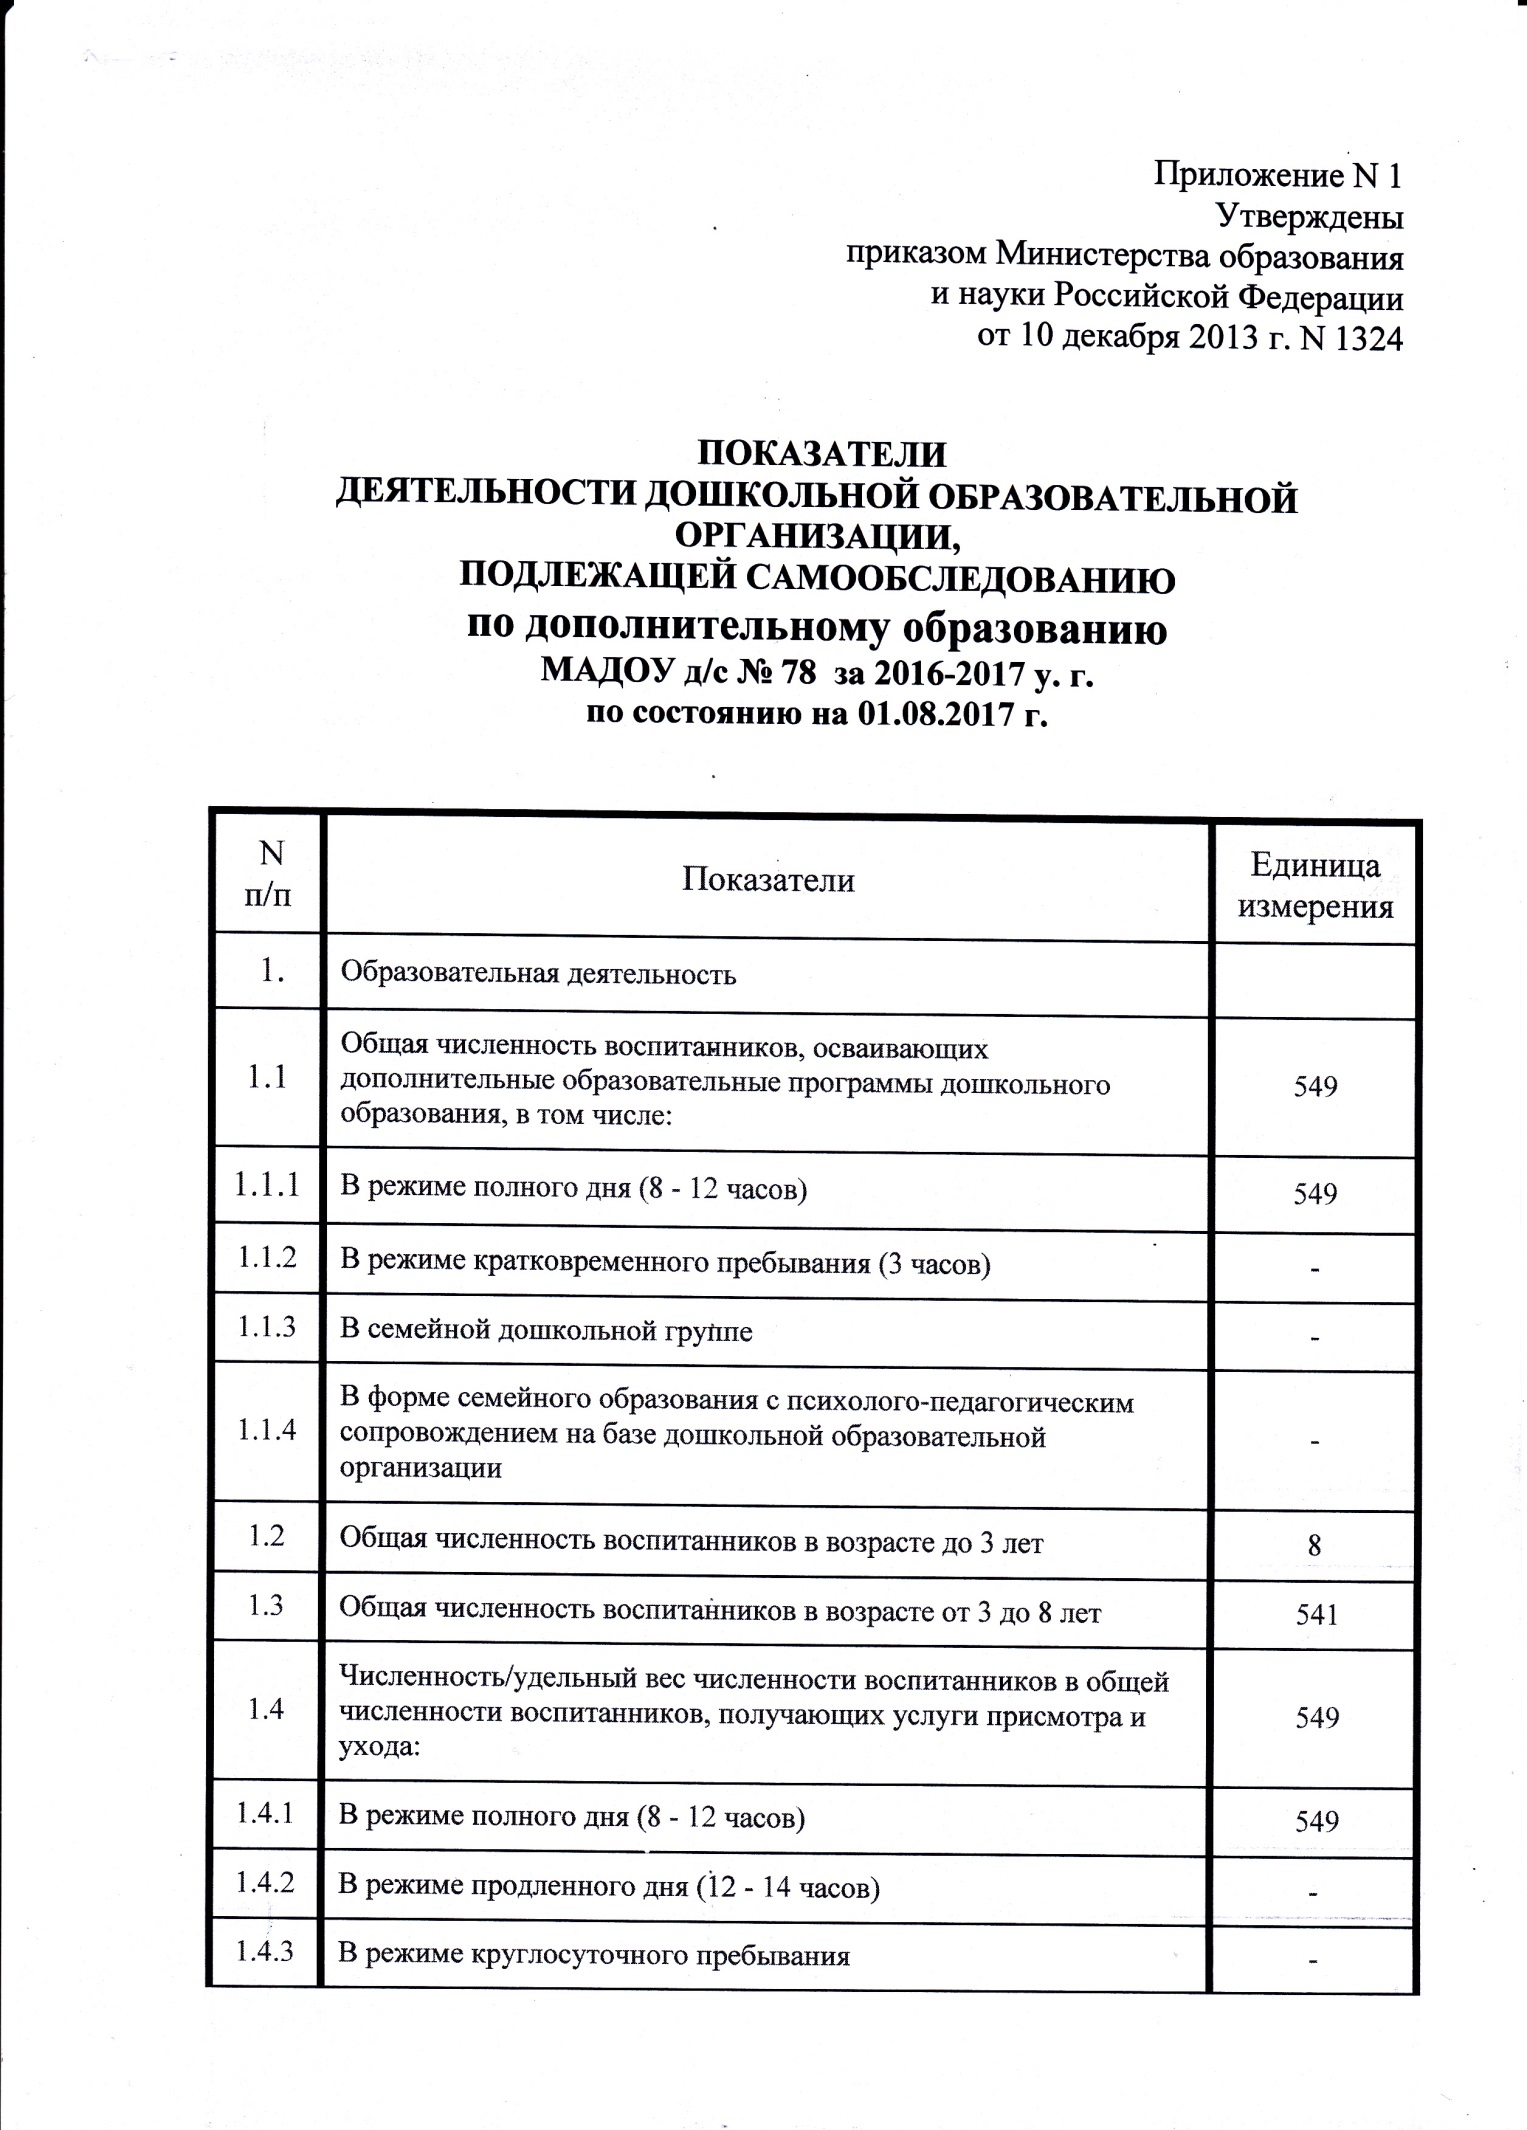 Приложение N 1
Утверждены
приказом Министерства образования
и науки Российской Федерации
от 10 декабря 2013 г. N 1324
ПОКАЗАТЕЛИ
ДЕЯТЕЛЬНОСТИ ДОШКОЛЬНОЙ ОБРАЗОВАТЕЛЬНОЙ
ОРГАНИЗАЦИИ,
ПОДЛЕЖАЩЕЙ САМООБСЛЕДОВАНИЮ
по дополнительному образованию
МАДОУ д/с № 78 за 2016-2017 у. г.
по состоянию на 01.08.2017 г.
N
п/п
Показатели
Единица
измерения
1.
Образовательная деятельность
1.1
Общая численность воспитанников, осваивающих
дополнительные образовательные программы дошкольного
образования, в том числе:
549
1.1.1
В режиме полного дня (8 - 12 часов)
549
1.1.2
В режиме кратковременного пребывания (3 часов)
-
1.1.3
В семейной дошкольной группе
-
1.1.4
В форме семейного образования с психолого-педагогическим
сопровождением на базе дошкольной образовательной
организации
-
1.2
Общая численность воспитанников в возрасте до 3 лет
8
1.3
Общая численность воспитанников в возрасте от 3 до 8 лет
541
1.4
Численность/удельный вес численности воспитанников в общей
численности воспитанников, получающих услуги присмотра и
ухода:
549
1.4.1
В режиме полного дня (8 - 12 часов)
549
1.4.2
В режиме продленного дня (12 - 14 часов)
-
1.4.3
В режиме круглосуточного пребывания
-